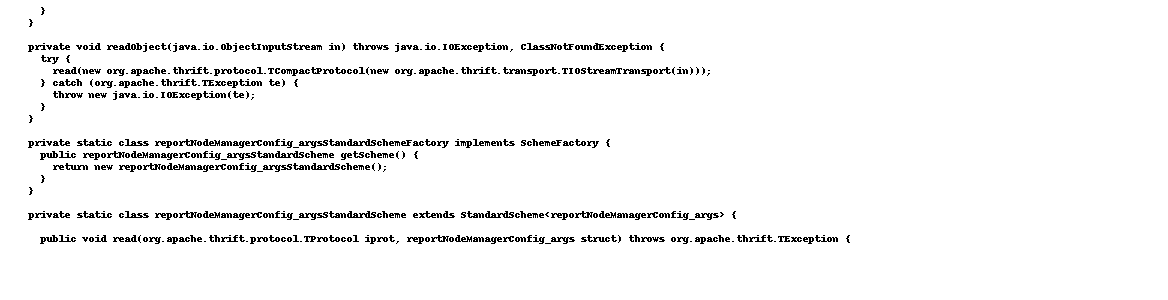 }
}
private void readObject(java.io.ObjectInputStream in) throws java.io.IOException, ClassNotFoundException {
try {
read(new org.apache.thrift.protocol.TCompactProtocol(new org.apache.thrift.transport.TIOStreamTransport(in)));
} catch (org.apache.thrift.TException te) {
throw new java.io.IOException(te);
}
}
private static class reportNodeManagerConfig_argsStandardSchemeFactory implements SchemeFactory {
public reportNodeManagerConfig_argsStandardScheme getScheme() {
return new reportNodeManagerConfig_argsStandardScheme();
}
}
private static class reportNodeManagerConfig_argsStandardScheme extends StandardScheme<reportNodeManagerConfig_args> {
public void read(org.apache.thrift.protocol.TProtocol iprot, reportNodeManagerConfig_args struct) throws org.apache.thrift.TException {